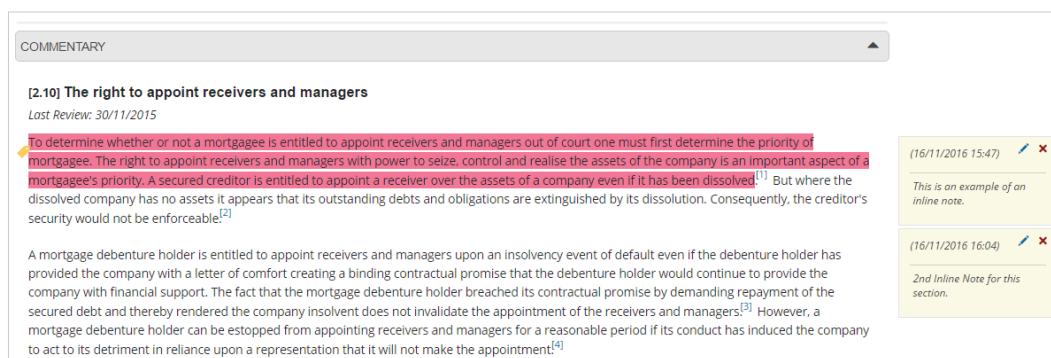 COMMENTARY
[2.10] The right to appoint receivers and managers
Last Review: 30/11/2015
To determine whether or not a mortgagee is entitled to appoint receivers and managers out of court one must first determine the priority of
mortgagee. The right to appoint receivers and managers with power to seize, control and realise the assets of the company is an important aspect of a
mortgagee's priority. A secured creditor is entitled to appoint a receiver over the assets of a company even if it has been dissolved.[1] But where the
dissolved company has no assets it appears that its outstanding debts and obligations are extinguished by its dissolution. Consequently, the creditor's
security would not be enforceable.[2]
A mortgage debenture holder is entitled to appoint receivers and managers upon an insolvency event of default even if the debenture holder has
provided the company with a letter of comfort creating a binding contractual promise that the debenture holder would continue to provide the
company with financial support. The fact that the mortgage debenture holder breached its contractual promise by demanding repayment of the
secured debt and thereby rendered the company insolvent does not invalidate the appointment of the receivers and managers.[3] However, a
mortgage debenture holder can be estopped from appointing receivers and managers for a reasonable period if its conduct has induced the company
to act to its detriment in reliance upon a representation that it will not make the appointment.[4]
(16/11/2016 15:47)
This is an example of an
inline note.
(16/11/2016 16:04)
2nd Inline Note for this
section.